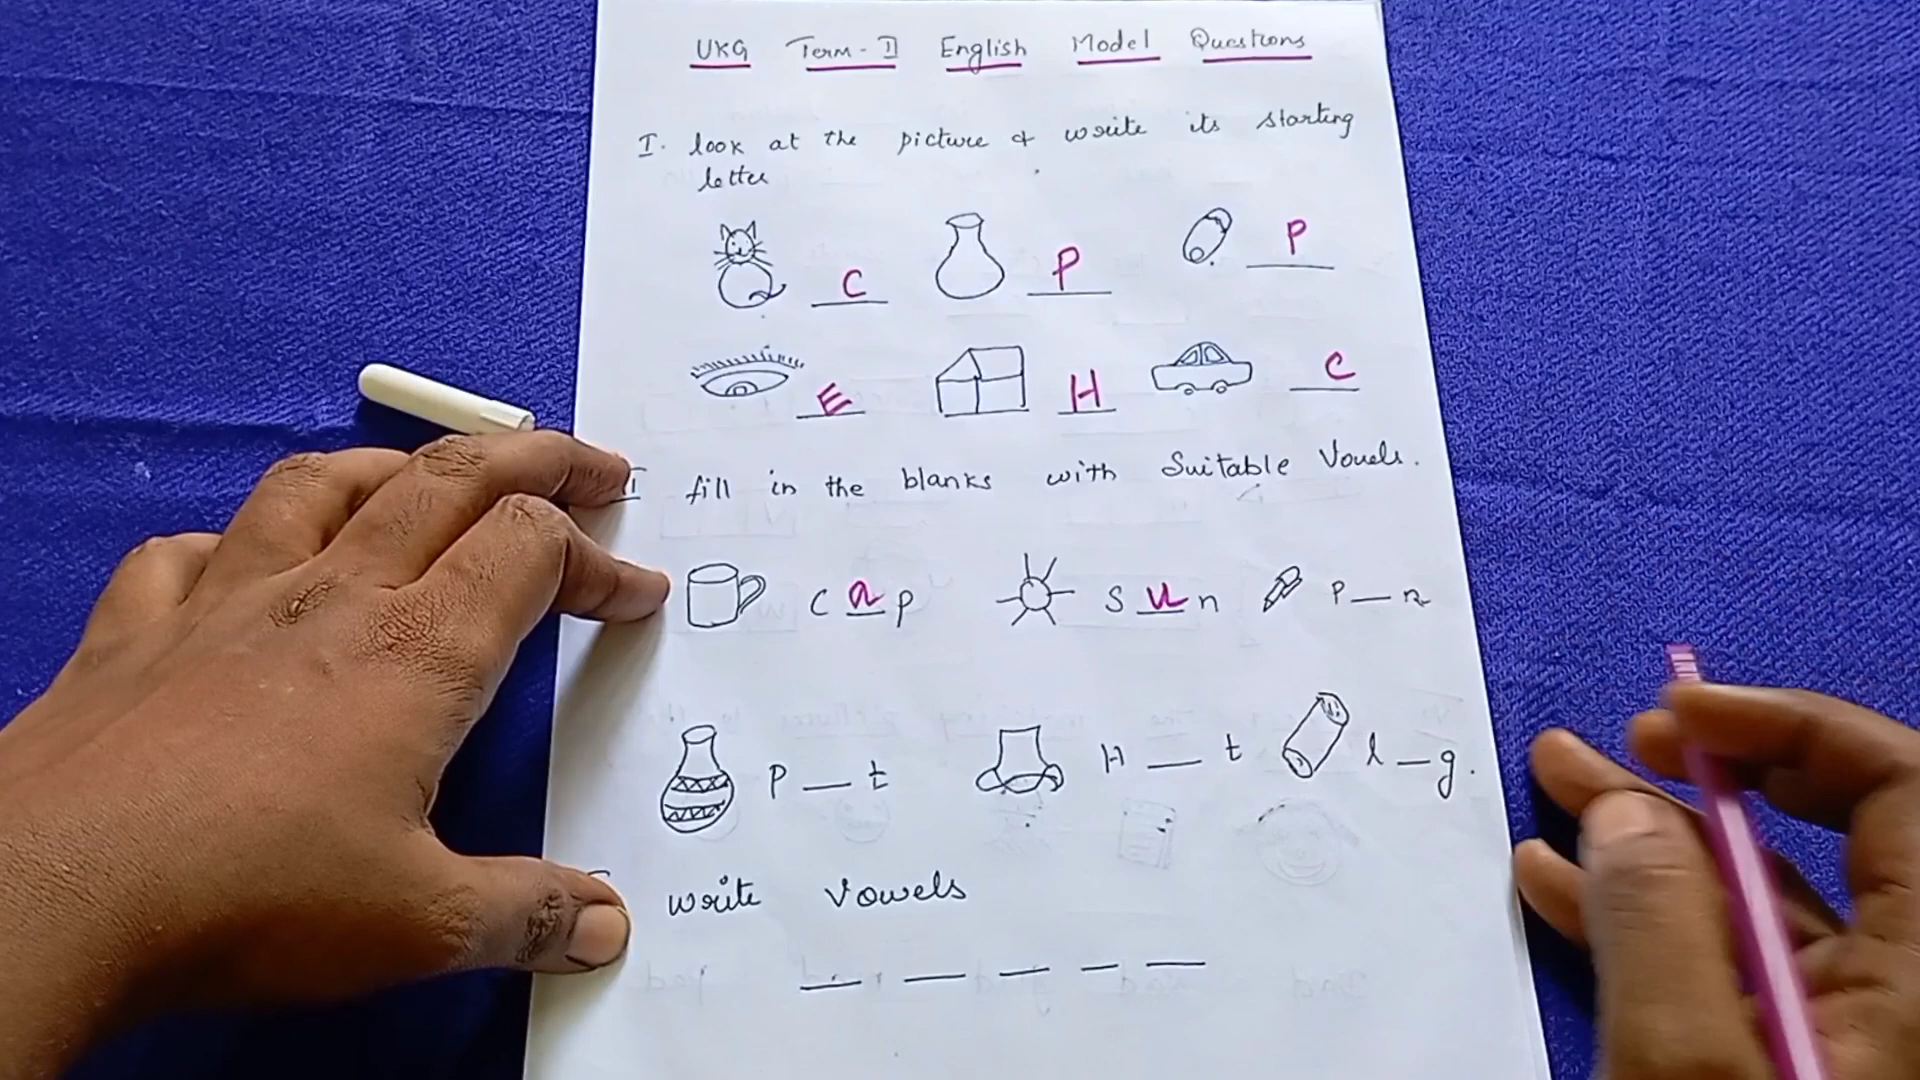 UKG Term - II English Model Questions
I. look at the picture & write its starting
letter
C P P
E H C
II fill in the blanks with Suitable Vowels.
c a p s u n P _ n
P _ t H _ t l _ g.
write Vowels
_ _ _ _ _